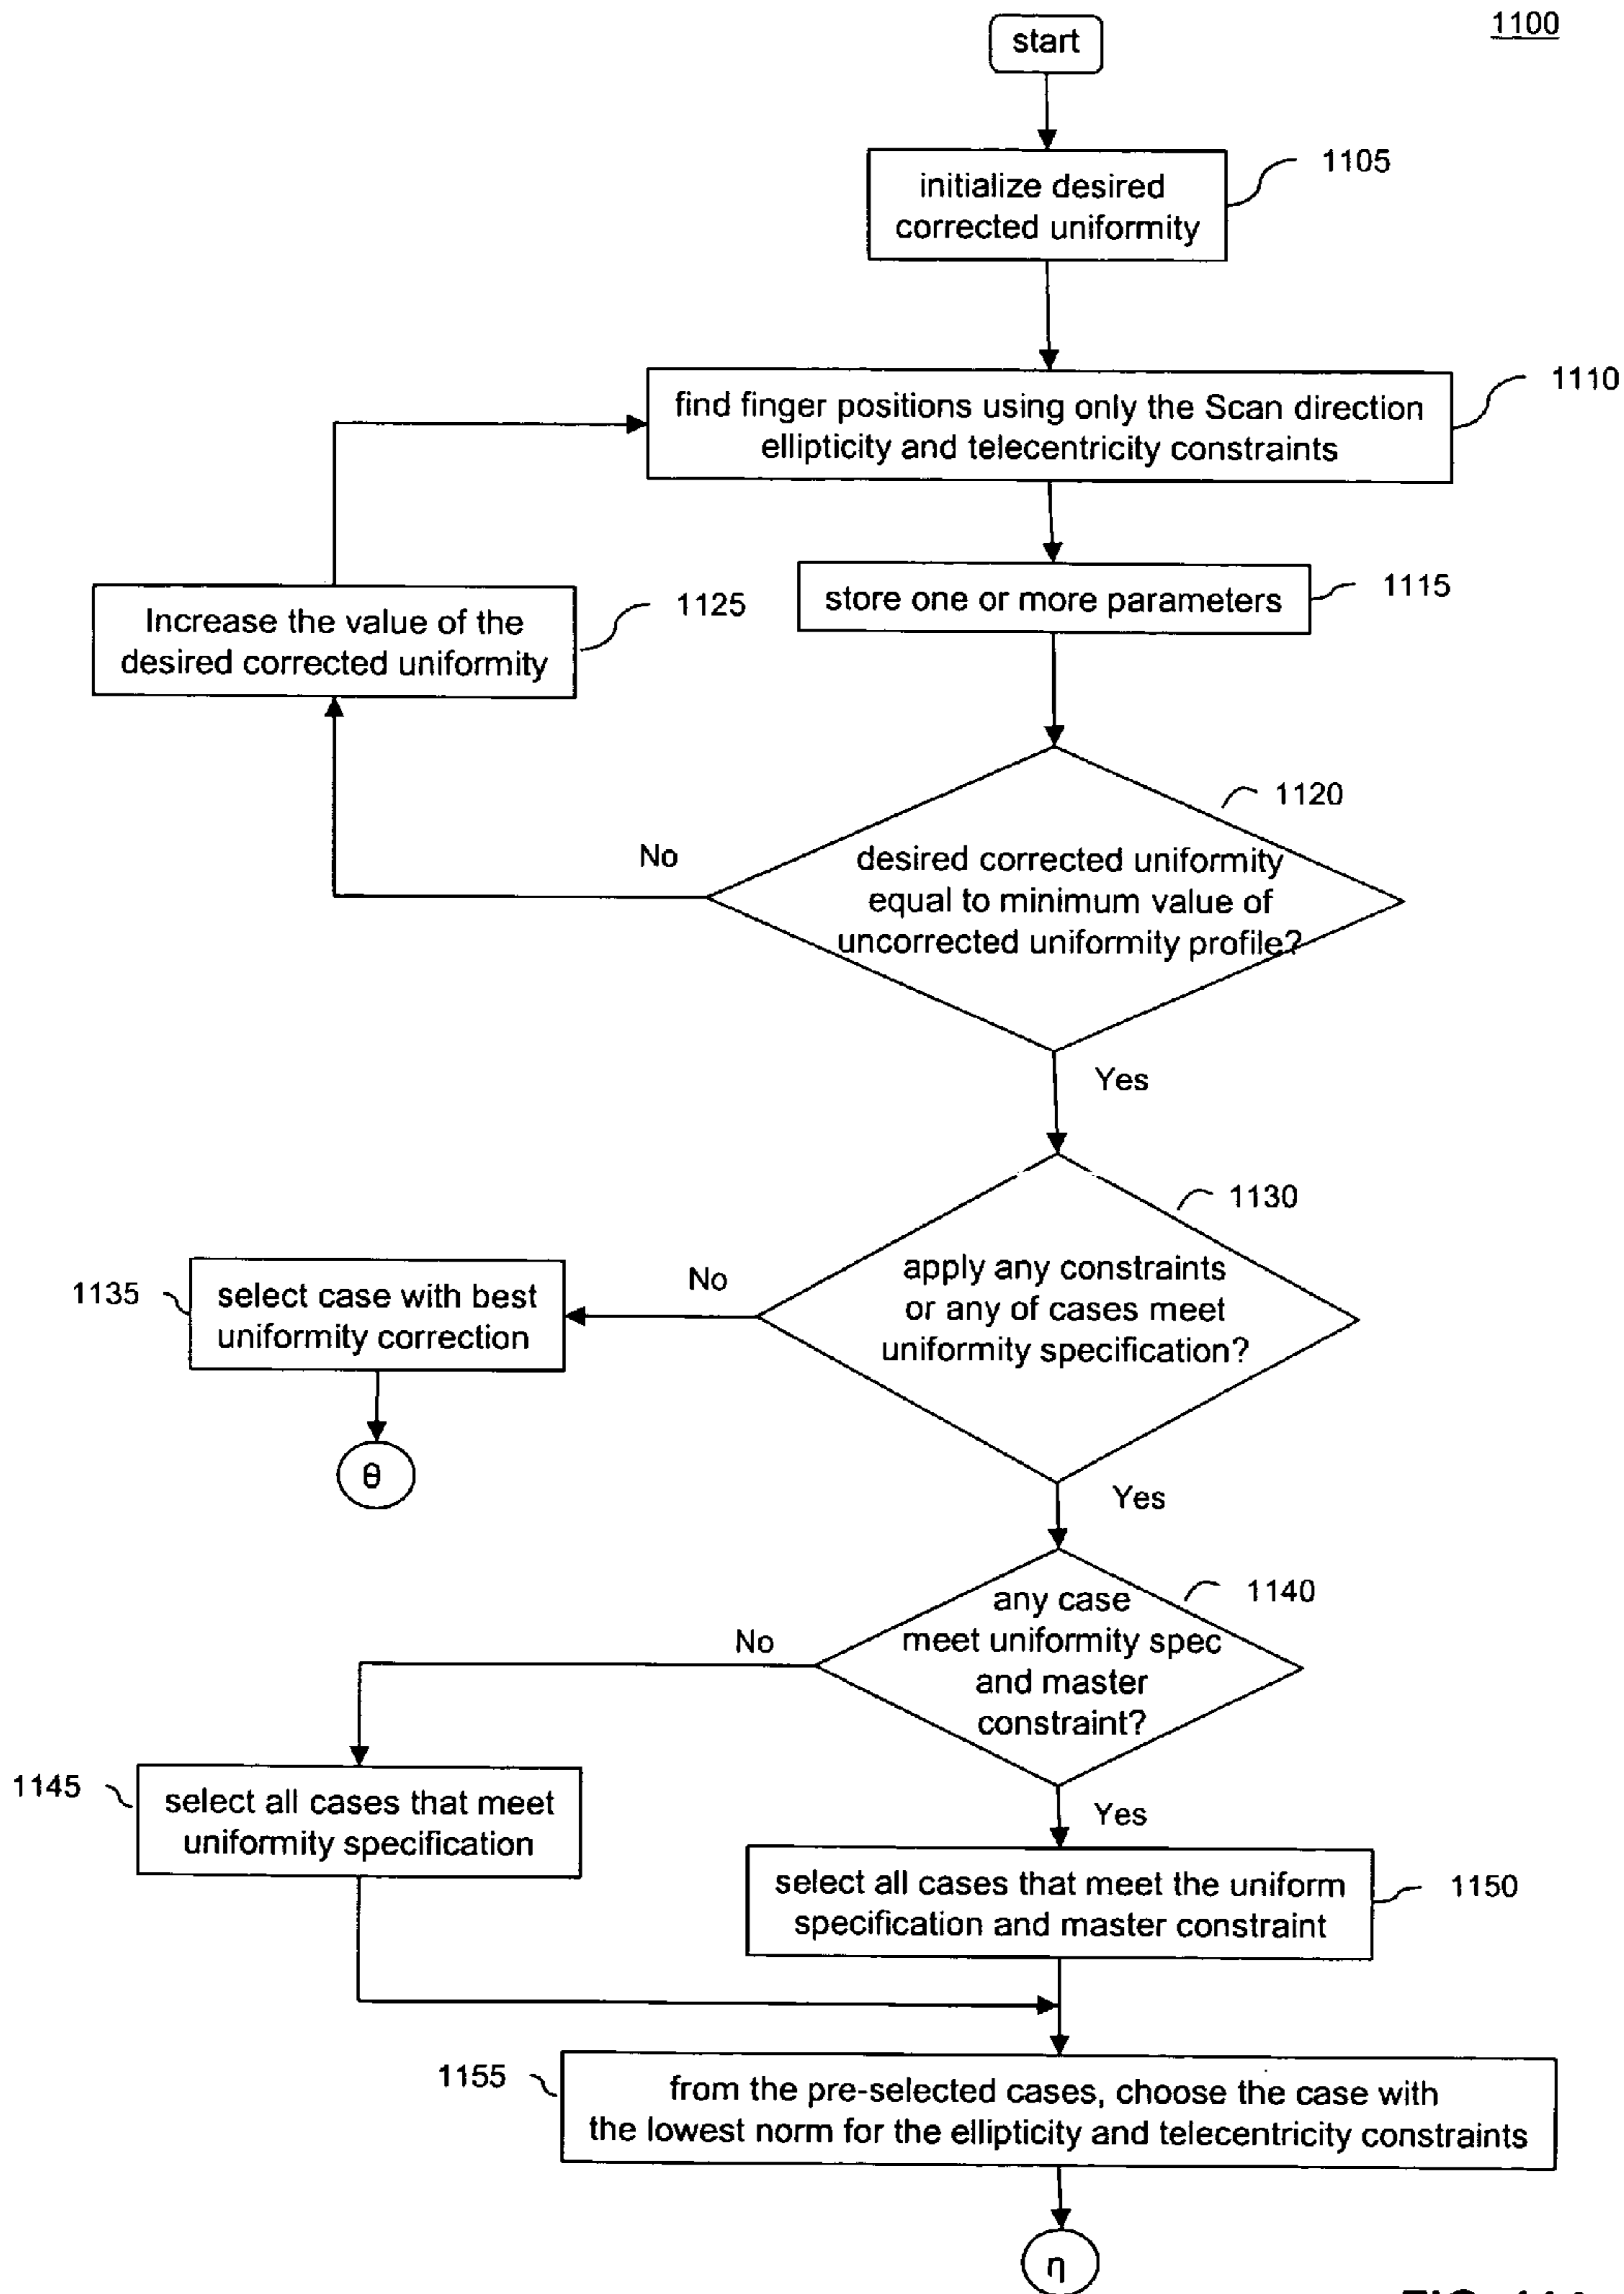 1100
start
initialize desired
corrected uniformity
1105
find finger positions using only the Scan direction
ellipticity and telecentricity constraints
1110
store one or more parameters
1115
Increase the value of the
desired corrected uniformity
1125
desired corrected uniformity
equal to minimum value of
uncorrected uniformity profile?
1120
No
Yes
apply any constraints
or any of cases meet
uniformity specification?
1130
No
1135
select case with best
uniformity correction
θ
Yes
any case
meet uniformity spec
and master
constraint?
1140
No
1145
select all cases that meet
uniformity specification
Yes
select all cases that meet the uniform
specification and master constraint
1150
1155
from the pre-selected cases, choose the case with
the lowest norm for the ellipticity and telecentricity constraints
η